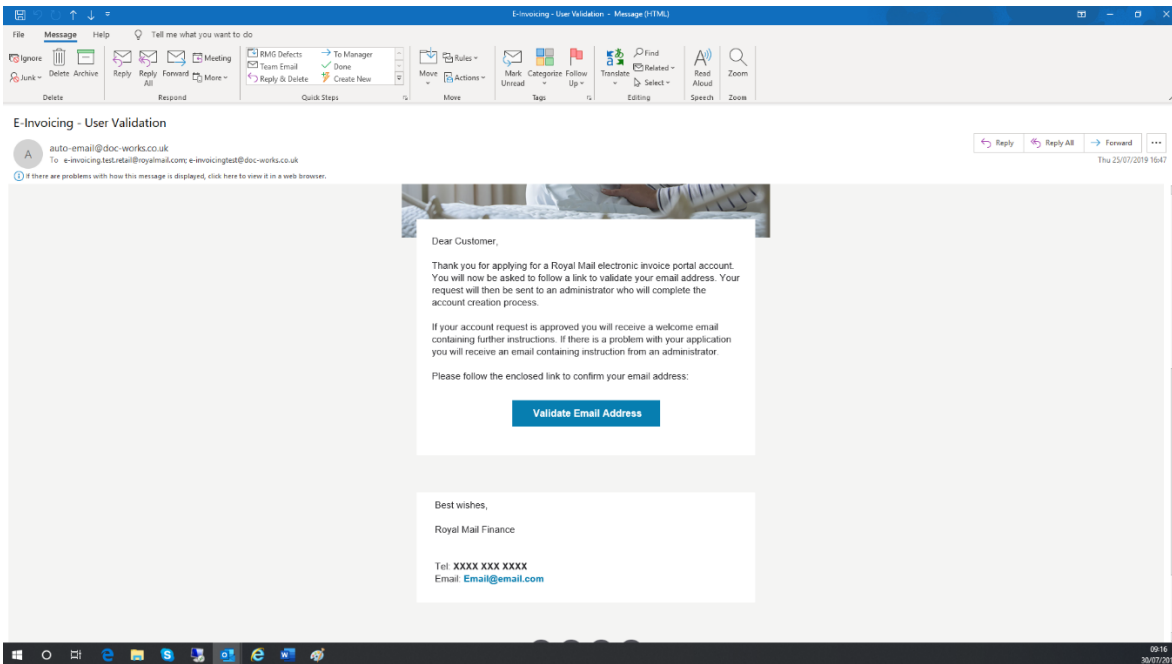 E-Invoicing - User Validation - Message (HTML)
File Message Help Tell me what you want to do
Ignore
Junk
Delete Archive
Delete
Reply Reply All Forward
Meeting
More
Respond
RMG Defects
Team Email
Reply & Delete
To Manager
Done
Create New
Quick Steps
Move
Rules
Actions
Move
Mark Unread Categorize Follow Up
Tags
Translate
Find
Related
Select
Editing
Read Aloud
Speech
Zoom
Zoom
E-Invoicing - User Validation
A
auto-email@doc-works.co.uk
To e-invoicing.test.retail@royalmail.com; e-invoicingtest@doc-works.co.uk
Reply Reply All Forward
Thu 25/07/2019 16:47
If there are problems with how this message is displayed, click here to view it in a web browser.
Dear Customer,
Thank you for applying for a Royal Mail electronic invoice portal account.
You will now be asked to follow a link to validate your email address. Your
request will then be sent to an administrator who will complete the
account creation process.
If your account request is approved you will receive a welcome email
containing further instructions. If there is a problem with your application
you will receive an email containing instruction from an administrator.
Please follow the enclosed link to confirm your email address:
Validate Email Address
Best wishes,
Royal Mail Finance
Tel: XXXX XXX XXXX
Email: Email@email.com
09:16